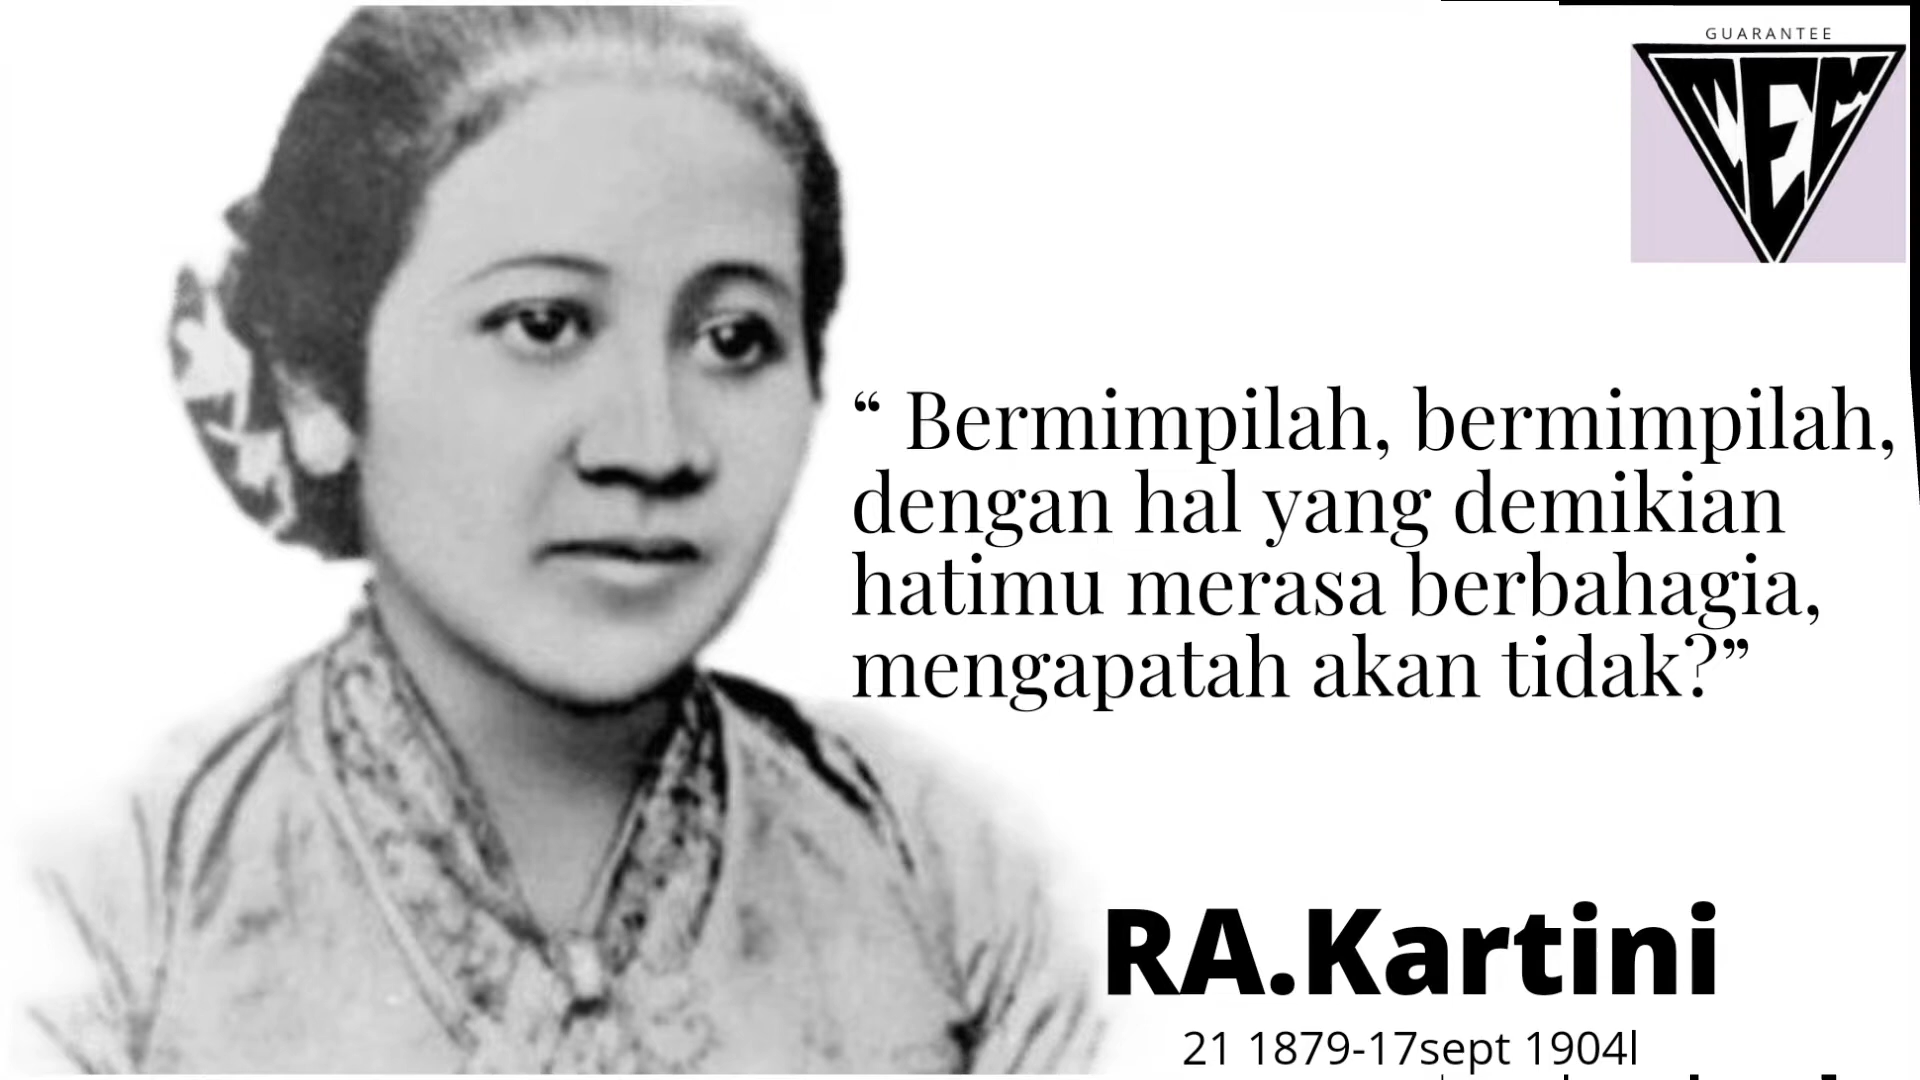 GUARANTEE
“ Bermimpilah, bermimpilah,
dengan hal yang demikian
hatimu merasa berbahagia,
mengapatah akan tidak?”
RA.Kartini
21 1879-17sept 1904l